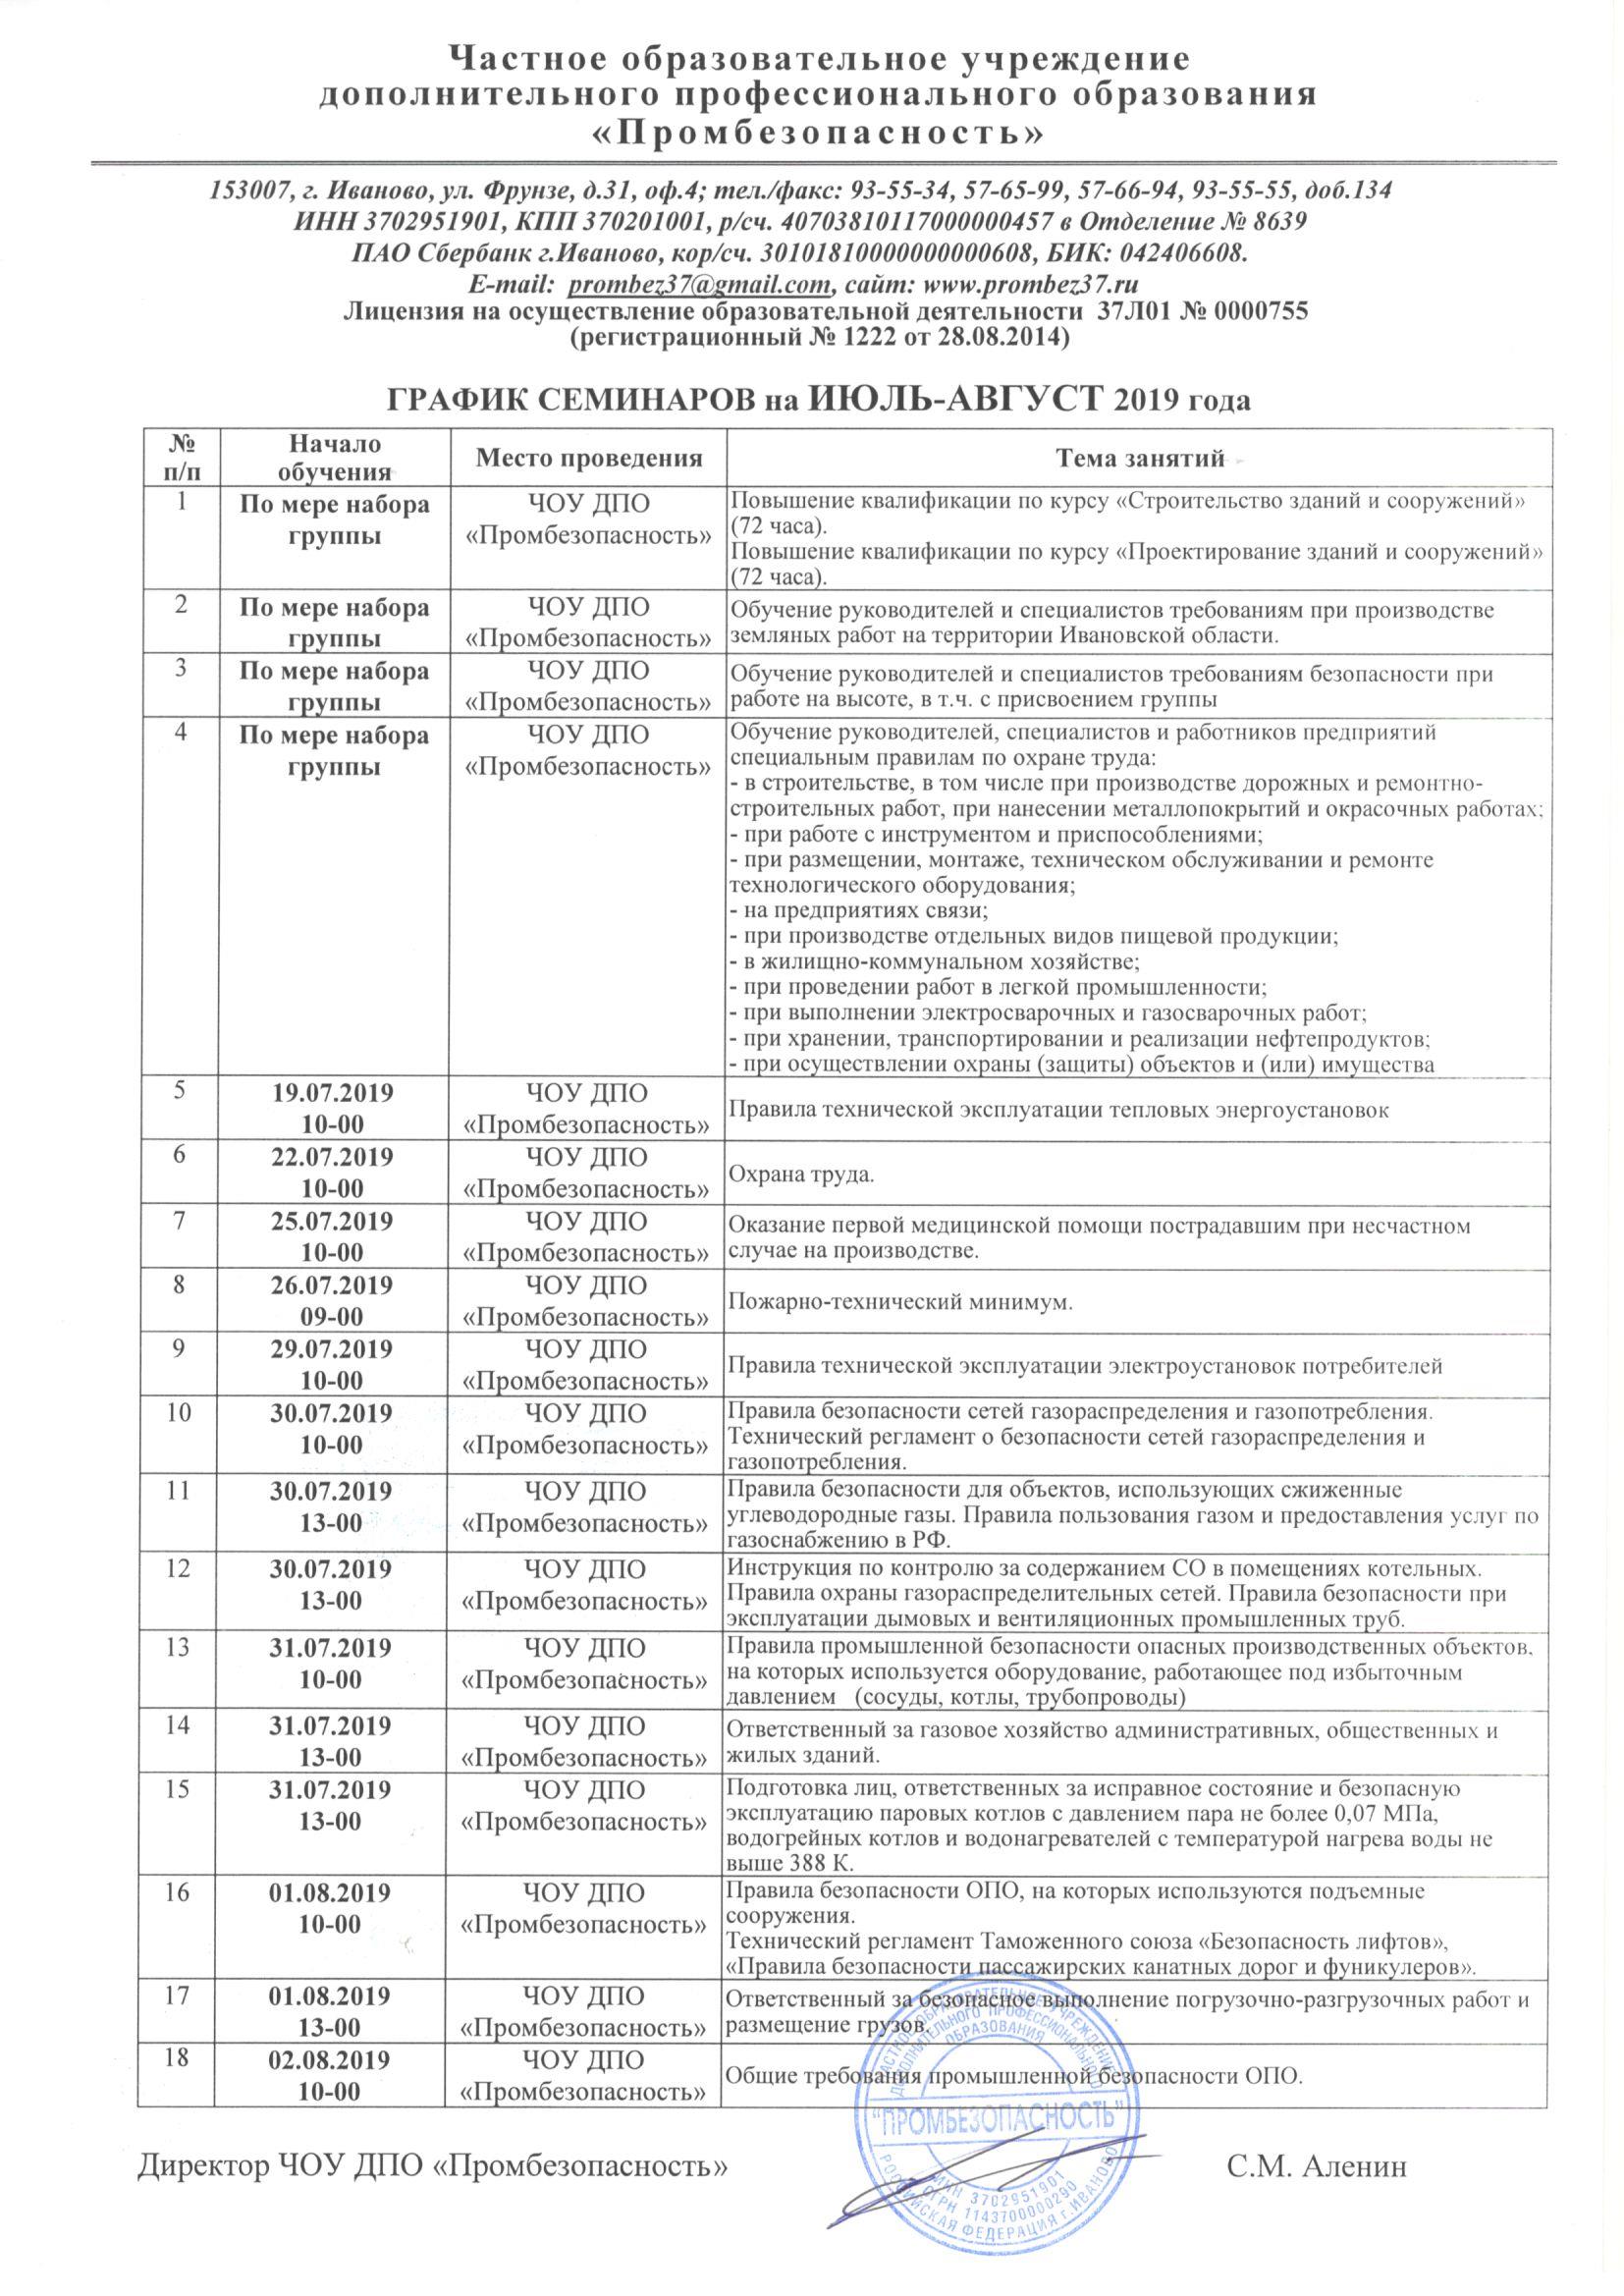 Частное образовательное учреждение
дополнительного профессионального образования
«Промбезопасность»
153007, г. Иваново, ул. Фрунзе, д.31, оф.4; тел./факс: 93-55-34, 57-65-99, 57-66-94, 93-55-55, доб.134
ИНН 3702951901, КПП 370201001, р/сч. 40703810117000000457 в Отделение № 8639
ПАО Сбербанк г.Иваново, кор/сч. 30101810000000000608, БИК: 042406608.
E-mail: prombez37@gmail.com, сайт: www.prombez37.ru
Лицензия на осуществление образовательной деятельности 37Л01 № 0000755
(регистрационный № 1222 от 28.08.2014)
ГРАФИК СЕМИНАРОВ на ИЮЛЬ-АВГУСТ 2019 года
№
п/п
Начало
обучения
Место проведения
Тема занятий
1
По мере набора
группы
ЧОУ ДПО
«Промбезопасность»
Повышение квалификации по курсу «Строительство зданий и сооружений»
(72 часа).
Повышение квалификации по курсу «Проектирование зданий и сооружений»
(72 часа).
2
По мере набора
группы
ЧОУ ДПО
«Промбезопасность»
Обучение руководителей и специалистов требованиям при производстве
земляных работ на территории Ивановской области.
3
По мере набора
группы
ЧОУ ДПО
«Промбезопасность»
Обучение руководителей и специалистов требованиям безопасности при
работе на высоте, в т.ч. с присвоением группы
4
По мере набора
группы
ЧОУ ДПО
«Промбезопасность»
Обучение руководителей, специалистов и работников предприятий
специальным правилам по охране труда:
- в строительстве, в том числе при производстве дорожных и ремонтно-
строительных работ, при нанесении металлопокрытий и окрасочных работах;
- при работе с инструментом и приспособлениями;
- при размещении, монтаже, техническом обслуживании и ремонте
технологического оборудования;
- на предприятиях связи;
- при производстве отдельных видов пищевой продукции;
- в жилищно-коммунальном хозяйстве;
- при проведении работ в легкой промышленности;
- при выполнении электросварочных и газосварочных работ;
- при хранении, транспортировании и реализации нефтепродуктов;
- при осуществлении охраны (защиты) объектов и (или) имущества
5
19.07.2019
10-00
ЧОУ ДПО
«Промбезопасность»
Правила технической эксплуатации тепловых энергоустановок
6
22.07.2019
10-00
ЧОУ ДПО
«Промбезопасность»
Охрана труда.
7
25.07.2019
10-00
ЧОУ ДПО
«Промбезопасность»
Оказание первой медицинской помощи пострадавшим при несчастном
случае на производстве.
8
26.07.2019
09-00
ЧОУ ДПО
«Промбезопасность»
Пожарно-технический минимум.
9
29.07.2019
10-00
ЧОУ ДПО
«Промбезопасность»
Правила технической эксплуатации электроустановок потребителей
10
30.07.2019
10-00
ЧОУ ДПО
«Промбезопасность»
Правила безопасности сетей газораспределения и газопотребления.
Технический регламент о безопасности сетей газораспределения и
газопотребления.
11
30.07.2019
13-00
ЧОУ ДПО
«Промбезопасность»
Правила безопасности для объектов, использующих сжиженные
углеводородные газы. Правила пользования газом и предоставления услуг по
газоснабжению в РФ.
12
30.07.2019
13-00
ЧОУ ДПО
«Промбезопасность»
Инструкция по контролю за содержанием СО в помещениях котельных.
Правила охраны газораспределительных сетей. Правила безопасности при
эксплуатации дымовых и вентиляционных промышленных труб.
13
31.07.2019
10-00
ЧОУ ДПО
«Промбезопасность»
Правила промышленной безопасности опасных производственных объектов,
на которых используется оборудование, работающее под избыточным
давлением (сосуды, котлы, трубопроводы)
14
31.07.2019
13-00
ЧОУ ДПО
«Промбезопасность»
Ответственный за газовое хозяйство административных, общественных и
жилых зданий.
15
31.07.2019
13-00
ЧОУ ДПО
«Промбезопасность»
Подготовка лиц, ответственных за исправное состояние и безопасную
эксплуатацию паровых котлов с давлением пара не более 0,07 МПа,
водогрейных котлов и водонагревателей с температурой нагрева воды не
выше 388 К.
16
01.08.2019
10-00
ЧОУ ДПО
«Промбезопасность»
Правила безопасности ОПО, на которых используются подъемные
сооружения.
Технический регламент Таможенного союза «Безопасность лифтов»,
«Правила безопасности пассажирских канатных дорог и фуникулеров».
17
01.08.2019
13-00
ЧОУ ДПО
«Промбезопасность»
Ответственный за безопасное выполнение погрузочно-разгрузочных работ и
размещение грузов.
18
02.08.2019
10-00
ЧОУ ДПО
«Промбезопасность»
Общие требования промышленной безопасности ОПО.
ЧАСТНОЕ ОБРАЗОВАТЕЛЬНОЕ УЧРЕЖДЕНИЕ
ДОПОЛНИТЕЛЬНОГО ПРОФЕССИОНАЛЬНОГО
ОБРАЗОВАНИЯ
"ПРОМБЕЗОПАСНОСТЬ"
ИНН 3702951901
ОГРН 1143700000290
РОССИЙСКАЯ ФЕДЕРАЦИЯ г.ИВАНОВО
Директор ЧОУ ДПО «Промбезопасность»
С.М. Аленин